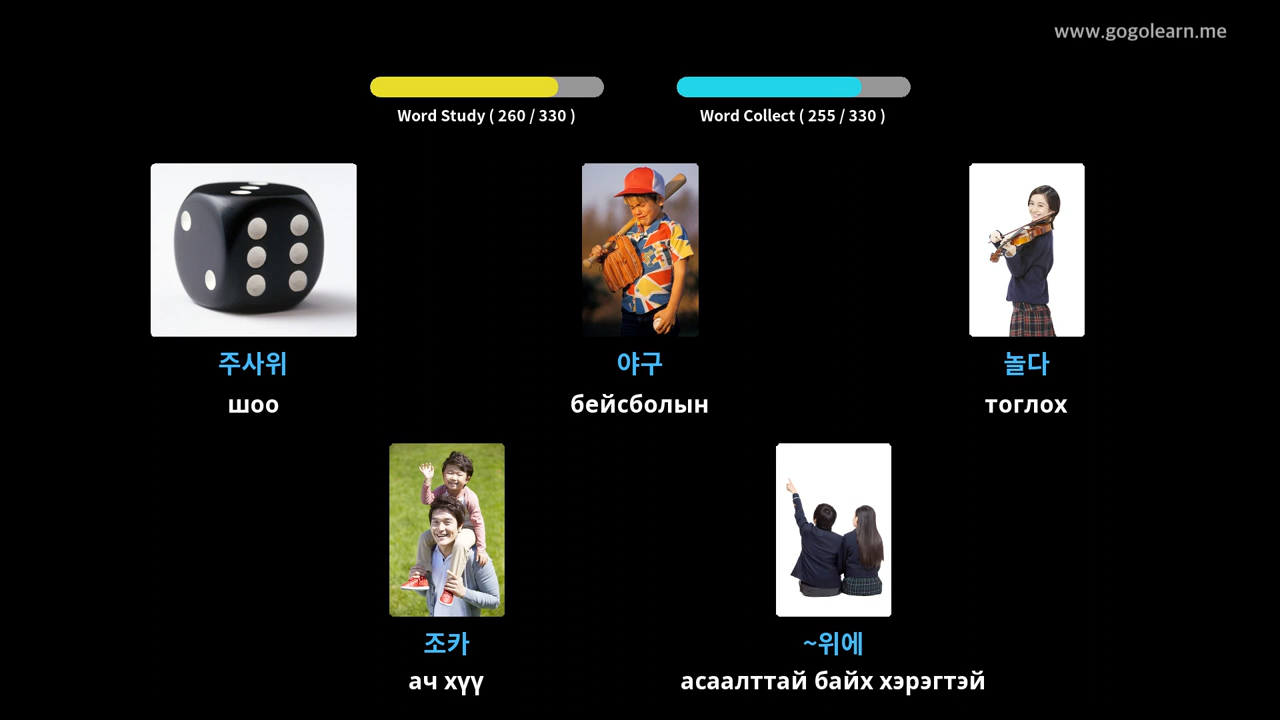 www.gogolearn.me
Word Study ( 260 / 330 )
Word Collect ( 255 / 330 )
주사위
шоо
야구
бейсболын
놀다
тоглох
조카
ач хүү
~위에
асаалттай байх хэрэгтэй